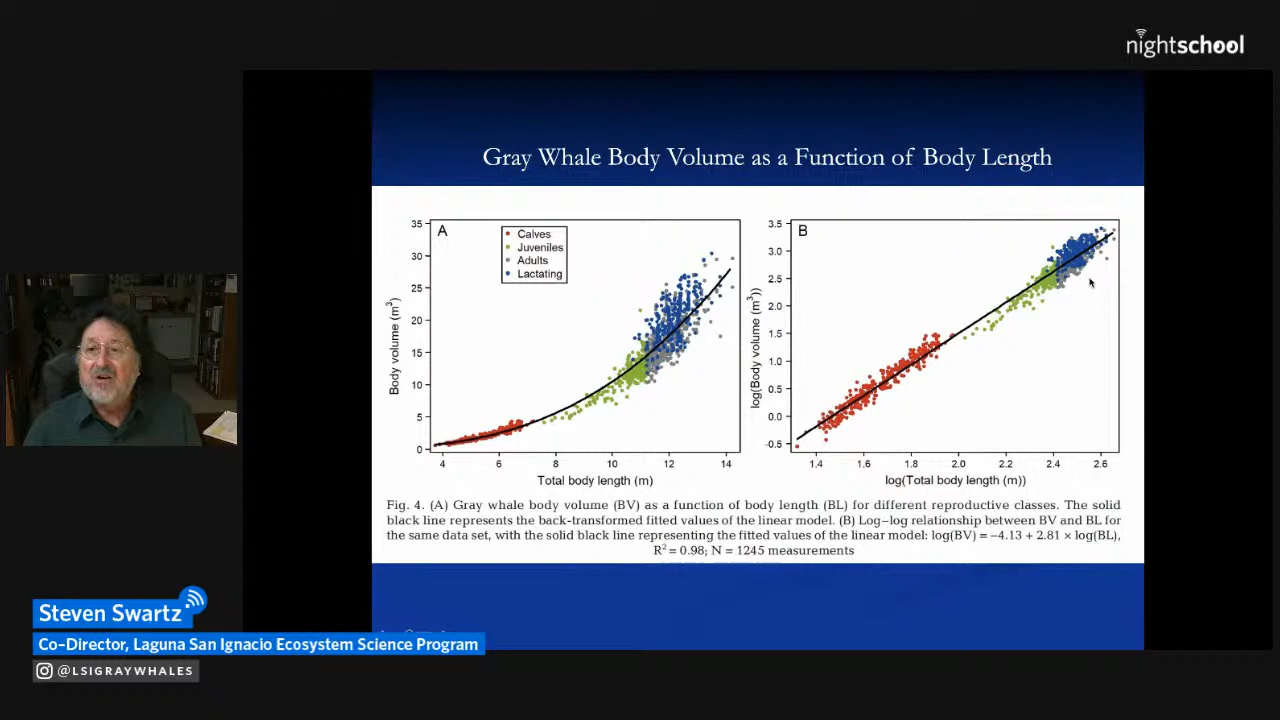 nightschool
Gray Whale Body Volume as a Function of Body Length
A
Calves
Juveniles
Adults
Lactating
35
30
25
20
15
10
5
0
Body volume (m³)
4 6 8 10 12 14
Total body length (m)
B
3.5
3.0
2.5
2.0
1.5
1.0
0.5
0.0
-0.5
log(Body volume (m³))
1.4 1.6 1.8 2.0 2.2 2.4 2.6
log(Total body length (m))
Fig. 4. (A) Gray whale body volume (BV) as a function of body length (BL) for different reproductive classes. The solid
black line represents the back-transformed fitted values of the linear model. (B) Log–log relationship between BV and BL for
the same data set, with the solid black line representing the fitted values of the linear model: log(BV) = −4.13 + 2.81 × log(BL),
R² = 0.98; N = 1245 measurements
Steven Swartz
Co-Director, Laguna San Ignacio Ecosystem Science Program
@LSIGRAYWHALES